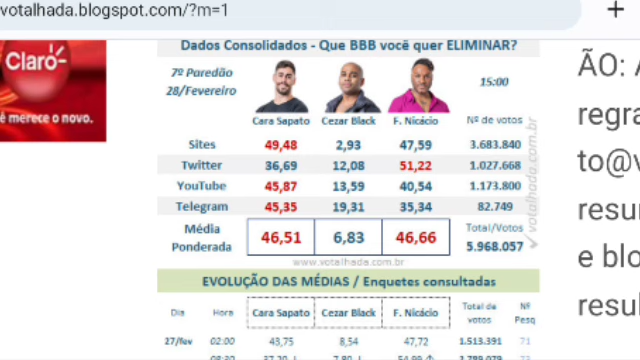 votalhada.blogspot.com/?m=1
+
Claro
é merece o novo.
Dados Consolidados - Que BBB você quer ELIMINAR?
7º Paredão
28/Fevereiro
15:00
Cara Sapato Cezar Black F. Nicácio Nº de votos
Sites 49,48 2,93 47,59 3.683.840
Twitter 36,69 12,08 51,22 1.027.668
YouTube 45,87 13,59 40,54 1.173.800
Telegram 45,35 19,31 35,34 82.749
Média Ponderada 46,51 6,83 46,66 Total/Votos 5.968.057
votalhada.com.br
www.votalhada.com.br
EVOLUÇÃO DAS MÉDIAS / Enquetes consultadas
Dia Hora Cara Sapato Cezar Black F. Nicácio Total de votos Nº Pesq
27/fev 02:00 43,75 8,54 47,72 1.513.391 71
ÃO:
regra
to@v
resu
e blo
resul